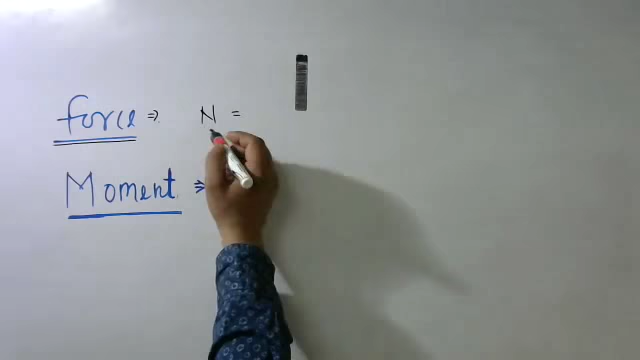 Force ⇒ N =
Moment ⇒